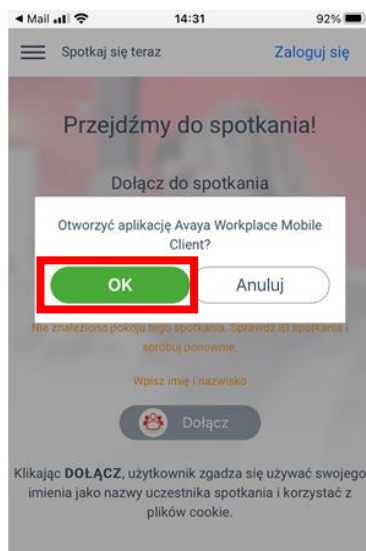 Mail 14:31 92%
Spotkaj się teraz Zaloguj się
Przejdźmy do spotkania!
Dołącz do spotkania
Otworzyć aplikację Avaya Workplace Mobile
Client?
OK Anuluj
Nie znaleziono pokoju tego spotkania. Sprawdź ID spotkania i
spróbuj ponownie.
Wpisz imię i nazwisko
Dołącz
Klikając DOŁĄCZ, użytkownik zgadza się używać swojego
imienia jako nazwy uczestnika spotkania i korzystać z
plików cookie.